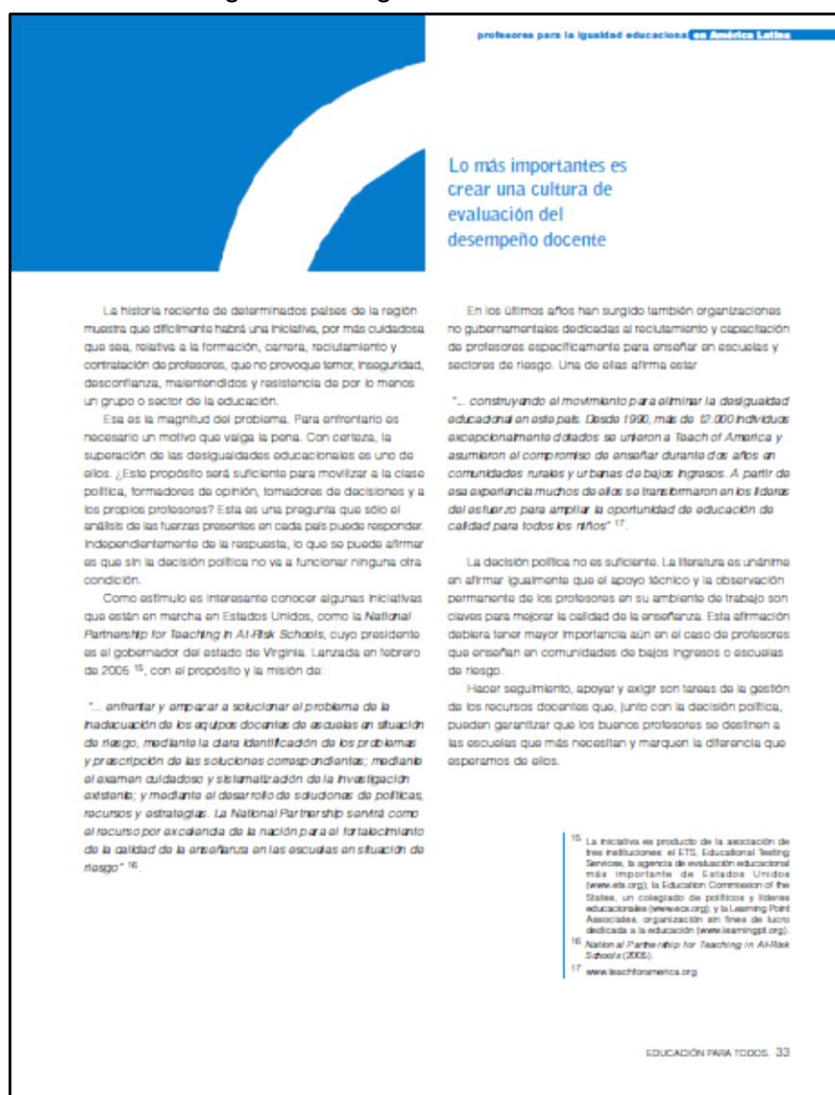 profesores para la igualdad educacional en América Latina
Lo más importantes es
crear una cultura de
evaluación del
desempeño docente
La historia reciente de determinados países de la región
muestra que difícilmente habrá una iniciativa, por más cuidadosa
que sea, relativa a la formación, carrera, reclutamiento y
contratación de profesores, que no provoque temor, inseguridad,
desconfianza, malentendidos y resistencia de por lo menos
un grupo o sector de la educación.
Esa es la magnitud del problema. Para enfrentarlo es
necesario un motivo que valga la pena. Con certeza, la
superación de las desigualdades educacionales es uno de
ellos. ¿Este propósito será suficiente para movilizar a la clase
política, formadores de opinión, tomadores de decisiones y a
los propios profesores? Esta es una pregunta que sólo el
análisis de las fuerzas presentes en cada país puede responder.
Independientemente de la respuesta, lo que se puede afirmar
es que sin la decisión política no va a funcionar ninguna otra
condición.
Como estímulo es interesante conocer algunas iniciativas
que están en marcha en Estados Unidos, como la National
Partnership for Teaching in At-Risk Schools, cuyo presidente
es el gobernador del estado de Virginia. Lanzada en febrero
de 2005 15, con el propósito y la misión de:
"... enfrentar y empezar a solucionar el problema de la
inadecuación de los equipos docentes de escuelas en situación
de riesgo, mediante la clara identificación de los problemas
y prescripción de las soluciones correspondientes; mediante
el examen cuidadoso y sistematización de la investigación
existente; y mediante el desarrollo de soluciones de políticas,
recursos y estrategias. La National Partnership servirá como
el recurso por excelencia de la nación para el fortalecimiento
de la calidad de la enseñanza en las escuelas en situación de
riesgo" 16.
En los últimos años han surgido también organizaciones
no gubernamentales dedicadas al reclutamiento y capacitación
de profesores específicamente para enseñar en escuelas y
sectores de riesgo. Una de ellas afirma estar
"... construyendo el movimiento para eliminar la desigualdad
educacional en este país. Desde 1990, más de 12.000 individuos
excepcionalmente dotados se unieron a Teach of America y
asumieron el compromiso de enseñar durante dos años en
comunidades rurales y urbanas de bajos ingresos. A partir de
esa experiencia muchos de ellos se transformaron en los líderes
del esfuerzo para ampliar la oportunidad de educación de
calidad para todos los niños" 17.
La decisión política no es suficiente. La literatura es unánime
en afirmar igualmente que el apoyo técnico y la observación
permanente de los profesores en su ambiente de trabajo son
claves para mejorar la calidad de la enseñanza. Esta afirmación
debiera tener mayor importancia aún en el caso de profesores
que enseñan en comunidades de bajos ingresos o escuelas
de riesgo.
Hacer seguimiento, apoyar y exigir son tareas de la gestión
de los recursos docentes que, junto con la decisión política,
pueden garantizar que los buenos profesores se destinen a
las escuelas que más necesitan y marquen la diferencia que
esperamos de ellos.
15 La iniciativa es producto de la asociación de
tres instituciones: el ETS, Educational Testing
Services, la agencia de evaluación educacional
más importante de Estados Unidos
(www.ets.org); la Education Commission of the
States, un colegiado de políticos y líderes
educacionales (www.ecs.org); y la Learning Point
Associates, organización sin fines de lucro
dedicada a la educación (www.learningpt.org).
16 National Partnership for Teaching in At-Risk
Schools (2005).
17 www.teachforamerica.org
EDUCACIÓN PARA TODOS. 33